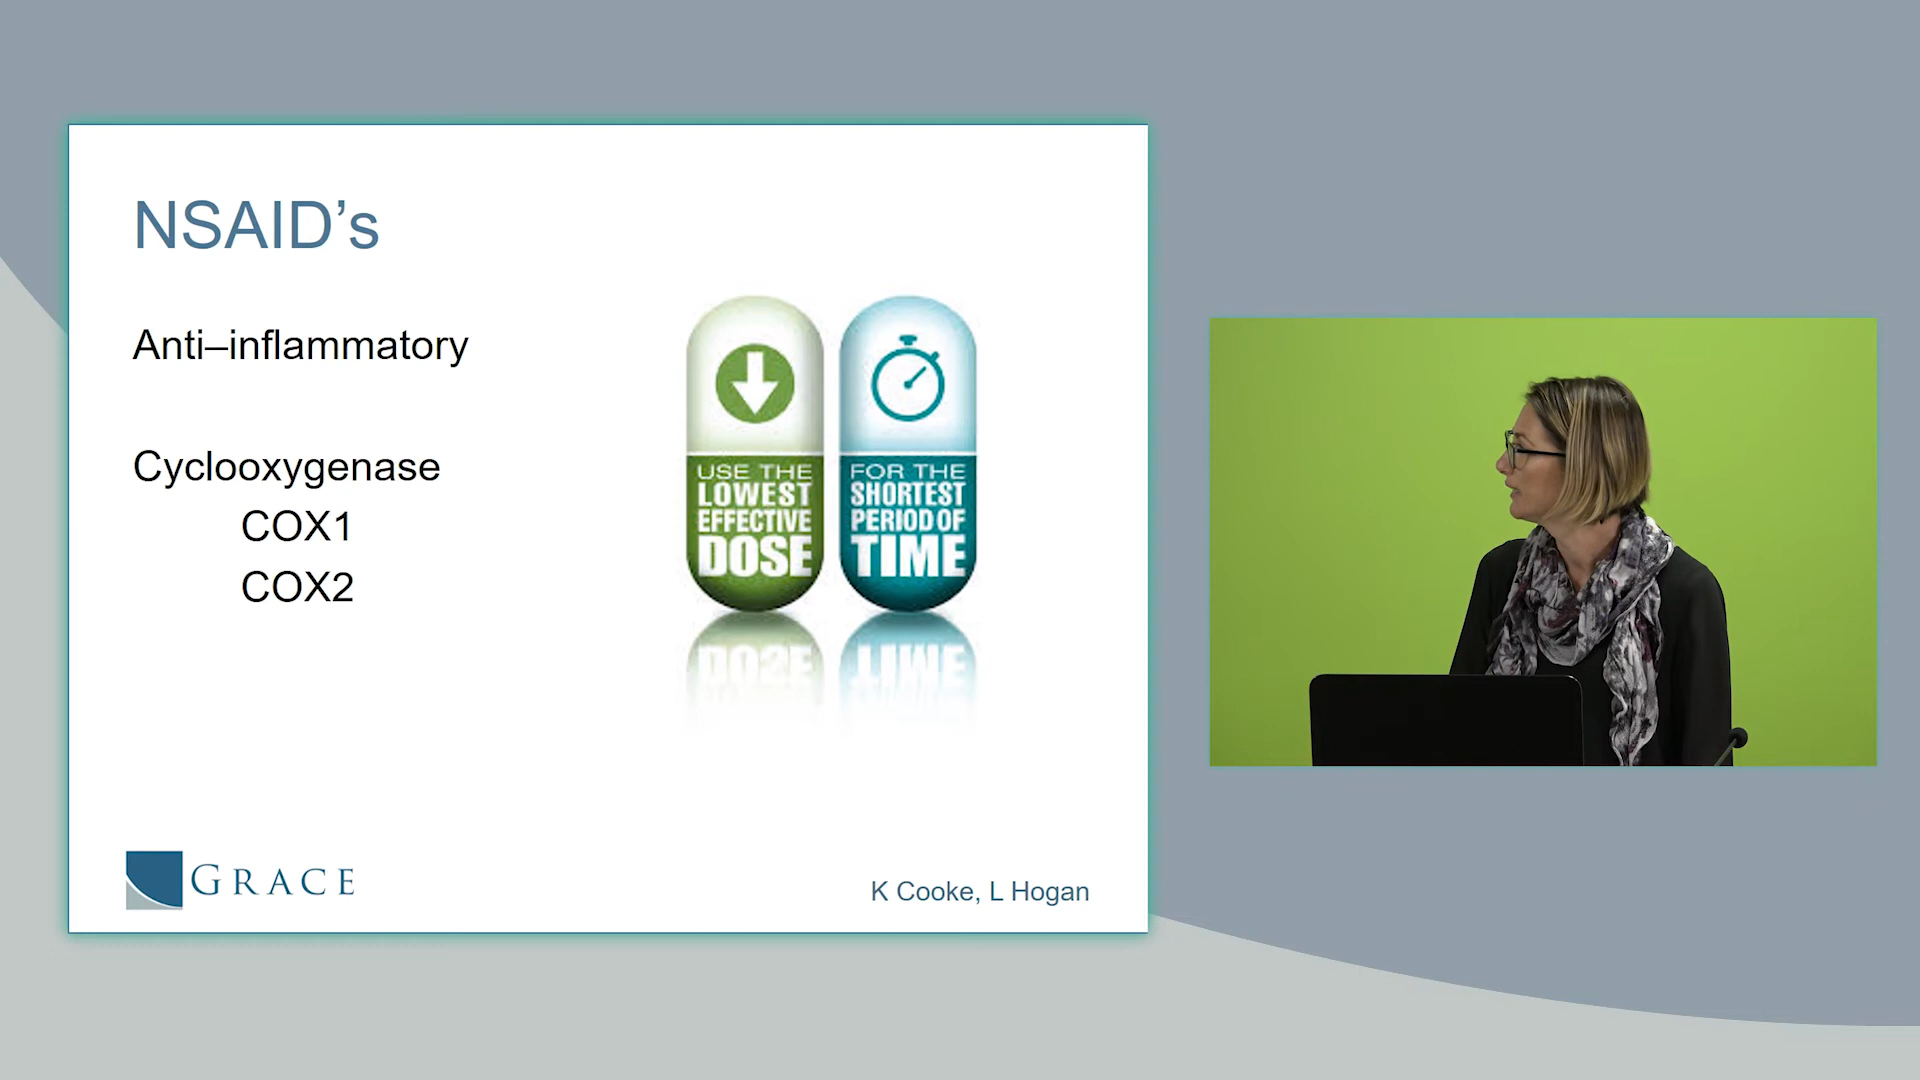 NSAID’s
Anti–inflammatory
Cyclooxygenase
COX1
COX2
USE THE
LOWEST
EFFECTIVE
DOSE
FOR THE
SHORTEST
PERIOD OF
TIME
GRACE
K Cooke, L Hogan